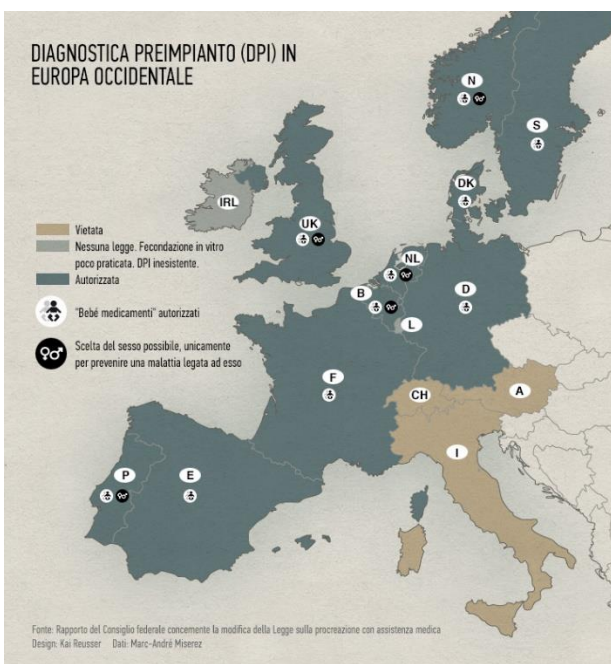 DIAGNOSTICA PREIMPIANTO (DPI) IN
EUROPA OCCIDENTALE
N
S
DK
IRL
UK
Vietata
Nessuna legge. Fecondazione in vitro
poco praticata. DPI inesistente.
Autorizzata
"Bebé medicamenti" autorizzati
Scelta del sesso possibile, unicamente
per prevenire una malattia legata ad esso
NL
B
D
L
F
CH
A
I
P
E
Fonte: Rapporto del Consiglio federale concernente la modifica della Legge sulla procreazione con assistenza medica
Design: Kai Reusser Dati: Marc-André Miserez